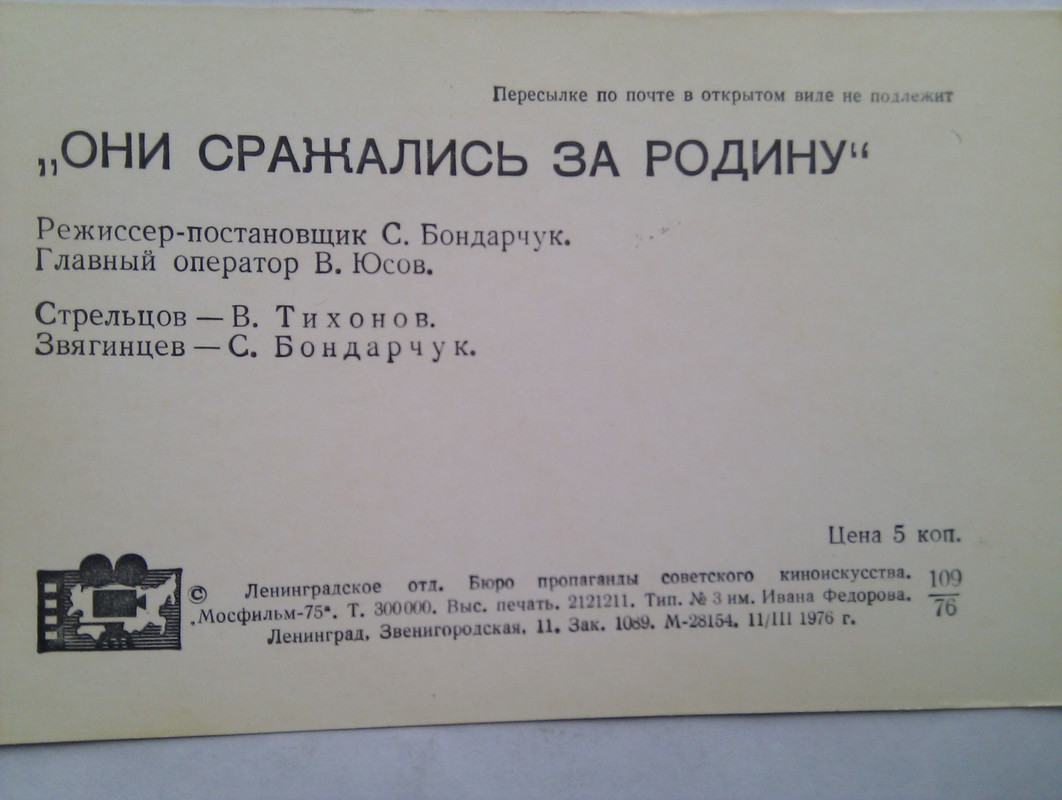 Пересылке по почте в открытом виде не подлежит
„ОНИ СРАЖАЛИСЬ ЗА РОДИНУ“
Режиссер-постановщик С. Бондарчук.
Главный оператор В. Юсов.
Стрельцов — В. Тихонов.
Звягинцев — С. Бондарчук.
Цена 5 коп.
© Ленинградское отд. Бюро пропаганды советского киноискусства.
„Мосфильм-75“. Т. 300000. Выс. печать. 2121211. Тип. № 3 им. Ивана Федорова.
Ленинград, Звенигородская, 11. Зак. 1089. М-28154. 11/III 1976 г.
109
76